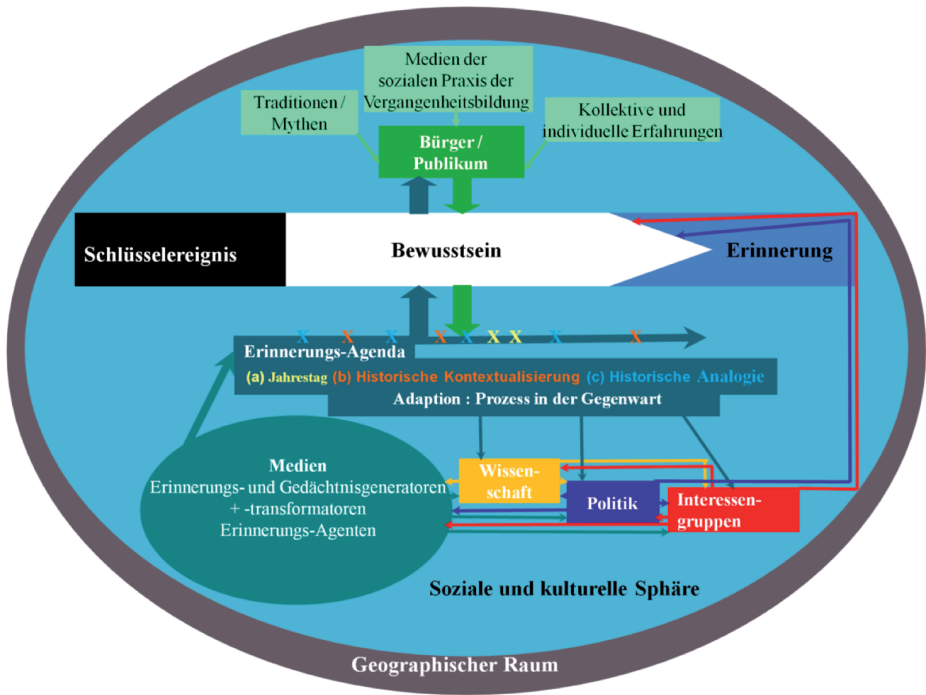 Medien der
sozialen Praxis der
Vergangenheitsbildung
Traditionen /
Mythen
Kollektive und
individuelle Erfahrungen
Bürger /
Publikum
Schlüsselereignis
Bewusstsein
Erinnerung
X X X X X X X X X
Erinnerungs-Agenda
(a) Jahrestag (b) Historische Kontextualisierung (c) Historische Analogie
Adaption : Prozess in der Gegenwart
Medien
Erinnerungs- und Gedächtnisgeneratoren
+ -transformatoren
Erinnerungs-Agenten
Wissen-
schaft
Politik
Interessen-
gruppen
Soziale und kulturelle Sphäre
Geographischer Raum